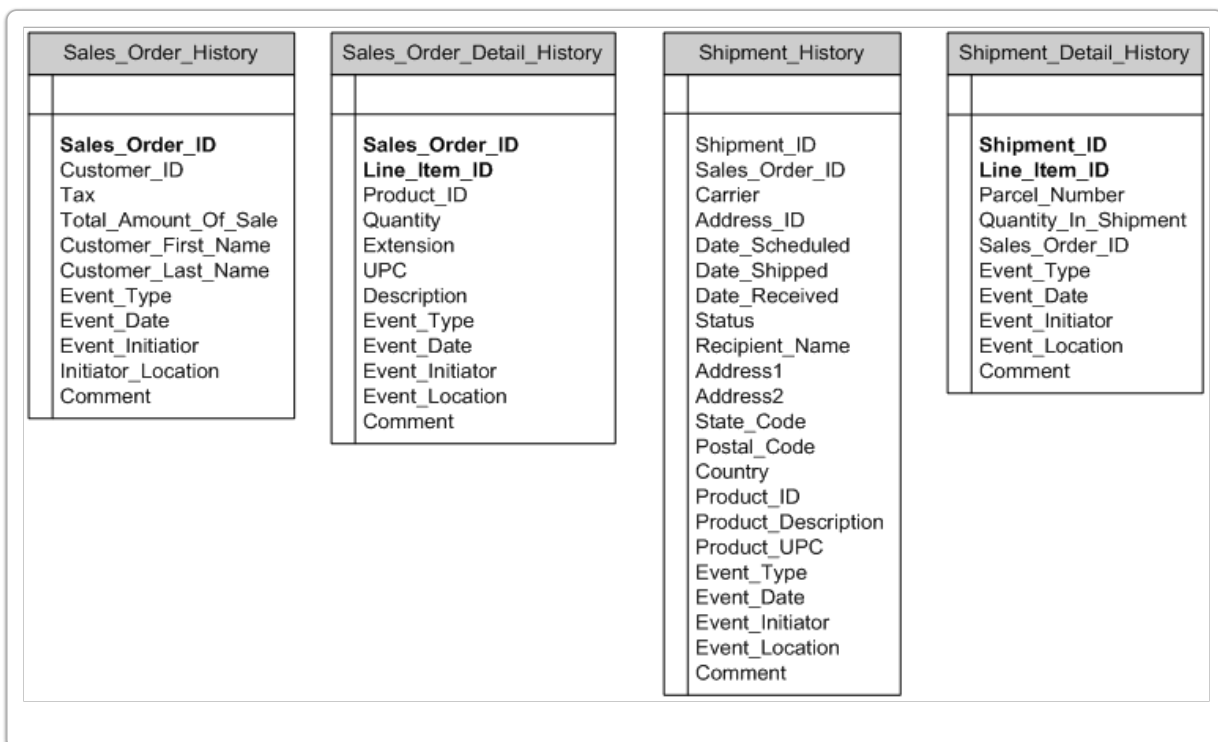 Sales_Order_History
Sales_Order_ID
Customer_ID
Tax
Total_Amount_Of_Sale
Customer_First_Name
Customer_Last_Name
Event_Type
Event_Date
Event_Initiatior
Initiator_Location
Comment
Sales_Order_Detail_History
Sales_Order_ID
Line_Item_ID
Product_ID
Quantity
Extension
UPC
Description
Event_Type
Event_Date
Event_Initiator
Event_Location
Comment
Shipment_History
Shipment_ID
Sales_Order_ID
Carrier
Address_ID
Date_Scheduled
Date_Shipped
Date_Received
Status
Recipient_Name
Address1
Address2
State_Code
Postal_Code
Country
Product_ID
Product_Description
Product_UPC
Event_Type
Event_Date
Event_Initiator
Event_Location
Comment
Shipment_Detail_History
Shipment_ID
Line_Item_ID
Parcel_Number
Quantity_In_Shipment
Sales_Order_ID
Event_Type
Event_Date
Event_Initiator
Event_Location
Comment